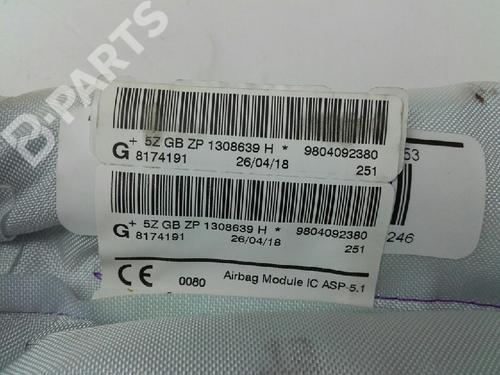 B-PARTS
G + 5Z GB ZP 1308639 H * 9804092380
8174191 26/04/18 251
53
G + 5Z GB ZP 1308639 H * 9804092380
8174191 26/04/18 251
246
CE 0080 Airbag Module IC ASP-5.1